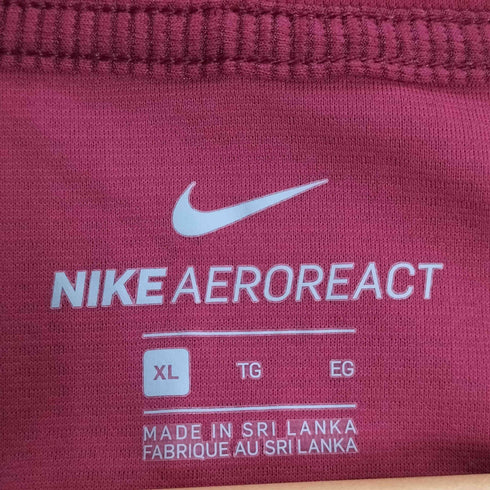 NIKE AEROREACT
XL TG EG
MADE IN SRI LANKA
FABRIQUE AU SRI LANKA